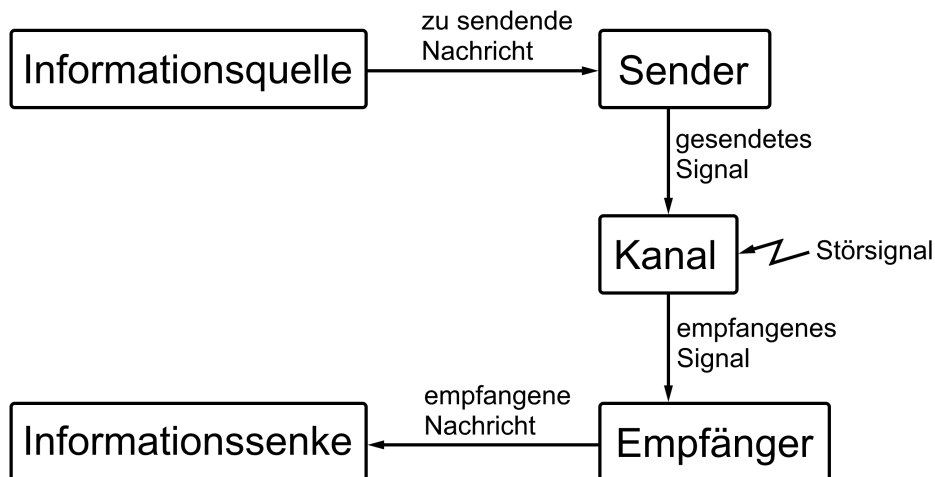 Informationsquelle
zu sendende
Nachricht
Sender
gesendetes
Signal
Kanal
Störsignal
empfangenes
Signal
Informationssenke
empfangene
Nachricht
Empfänger